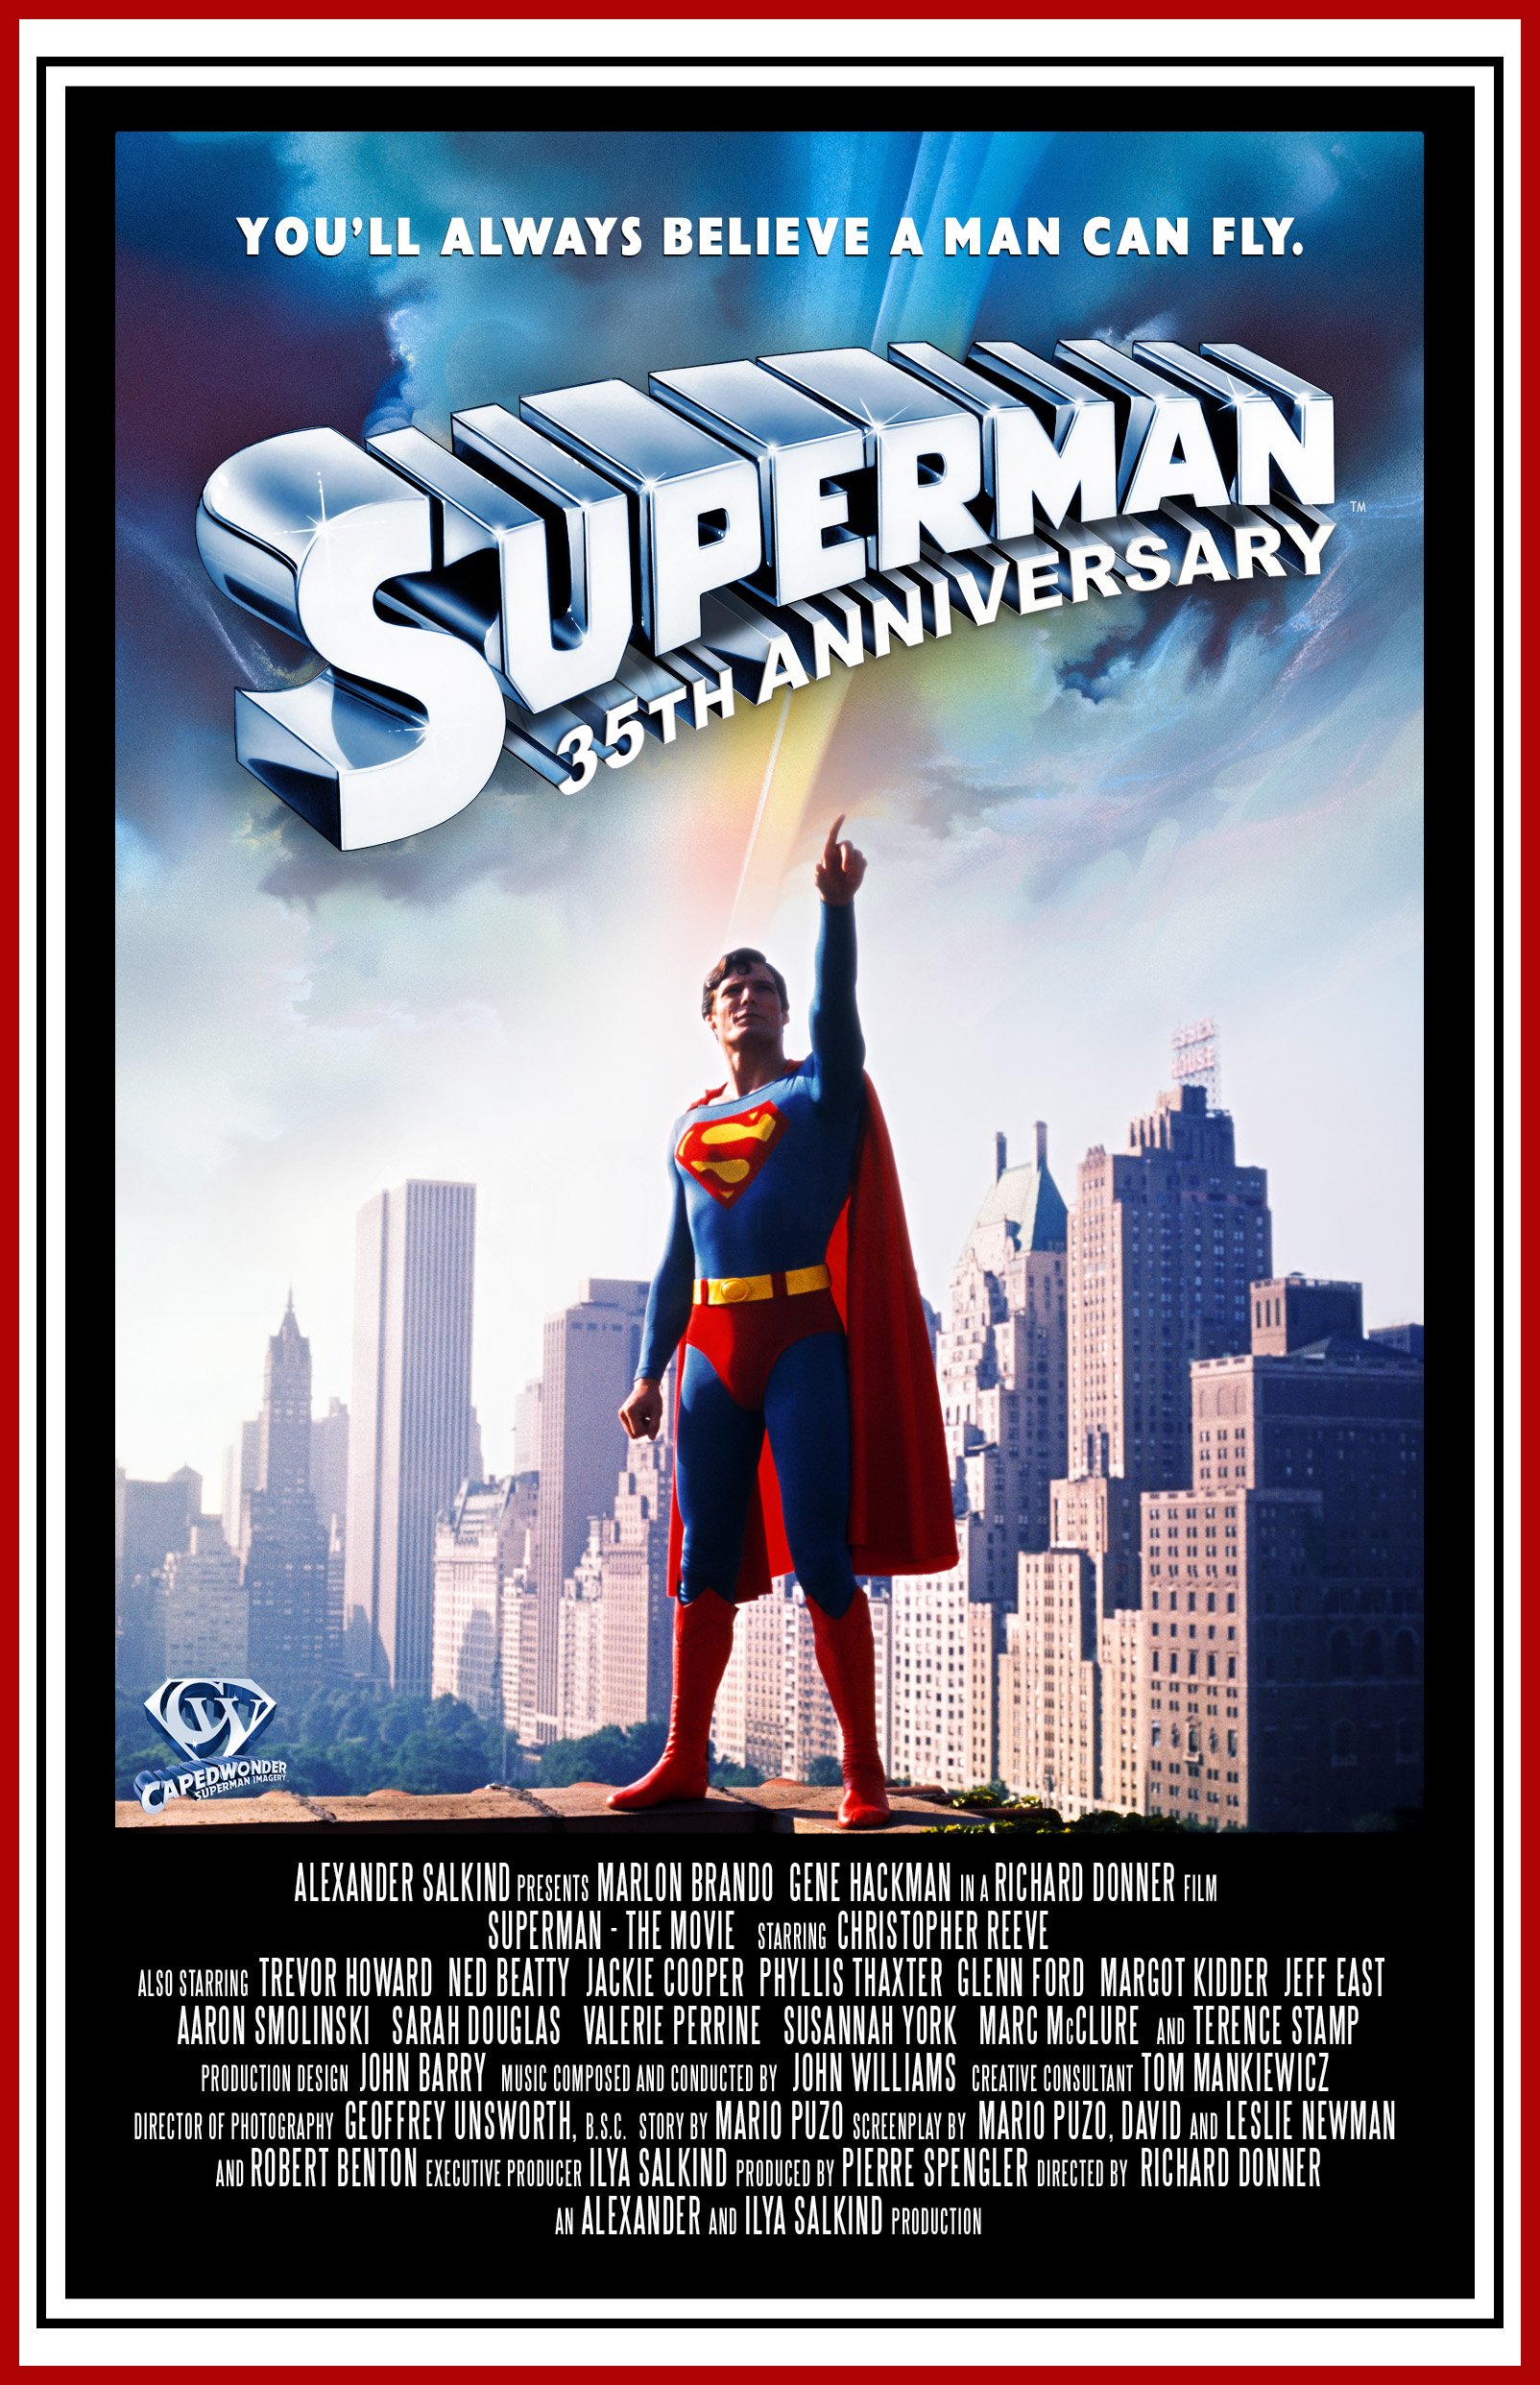 YOU'LL ALWAYS BELIEVE A MAN CAN FLY.
SUPERMAN
TM
35TH ANNIVERSARY
ESSEX
HOUSE
CW
CAPEDWONDER
SUPERMAN IMAGERY
ALEXANDER SALKIND PRESENTS MARLON BRANDO GENE HACKMAN IN A RICHARD DONNER FILM
SUPERMAN - THE MOVIE STARRING CHRISTOPHER REEVE
ALSO STARRING TREVOR HOWARD NED BEATTY JACKIE COOPER PHYLLIS THAXTER GLENN FORD MARGOT KIDDER JEFF EAST
AARON SMOLINSKI SARAH DOUGLAS VALERIE PERRINE SUSANNAH YORK MARC McCLURE AND TERENCE STAMP
PRODUCTION DESIGN JOHN BARRY MUSIC COMPOSED AND CONDUCTED BY JOHN WILLIAMS CREATIVE CONSULTANT TOM MANKIEWICZ
DIRECTOR OF PHOTOGRAPHY GEOFFREY UNSWORTH, B.S.C. STORY BY MARIO PUZO SCREENPLAY BY MARIO PUZO, DAVID AND LESLIE NEWMAN
AND ROBERT BENTON EXECUTIVE PRODUCER ILYA SALKIND PRODUCED BY PIERRE SPENGLER DIRECTED BY RICHARD DONNER
AN ALEXANDER AND ILYA SALKIND PRODUCTION